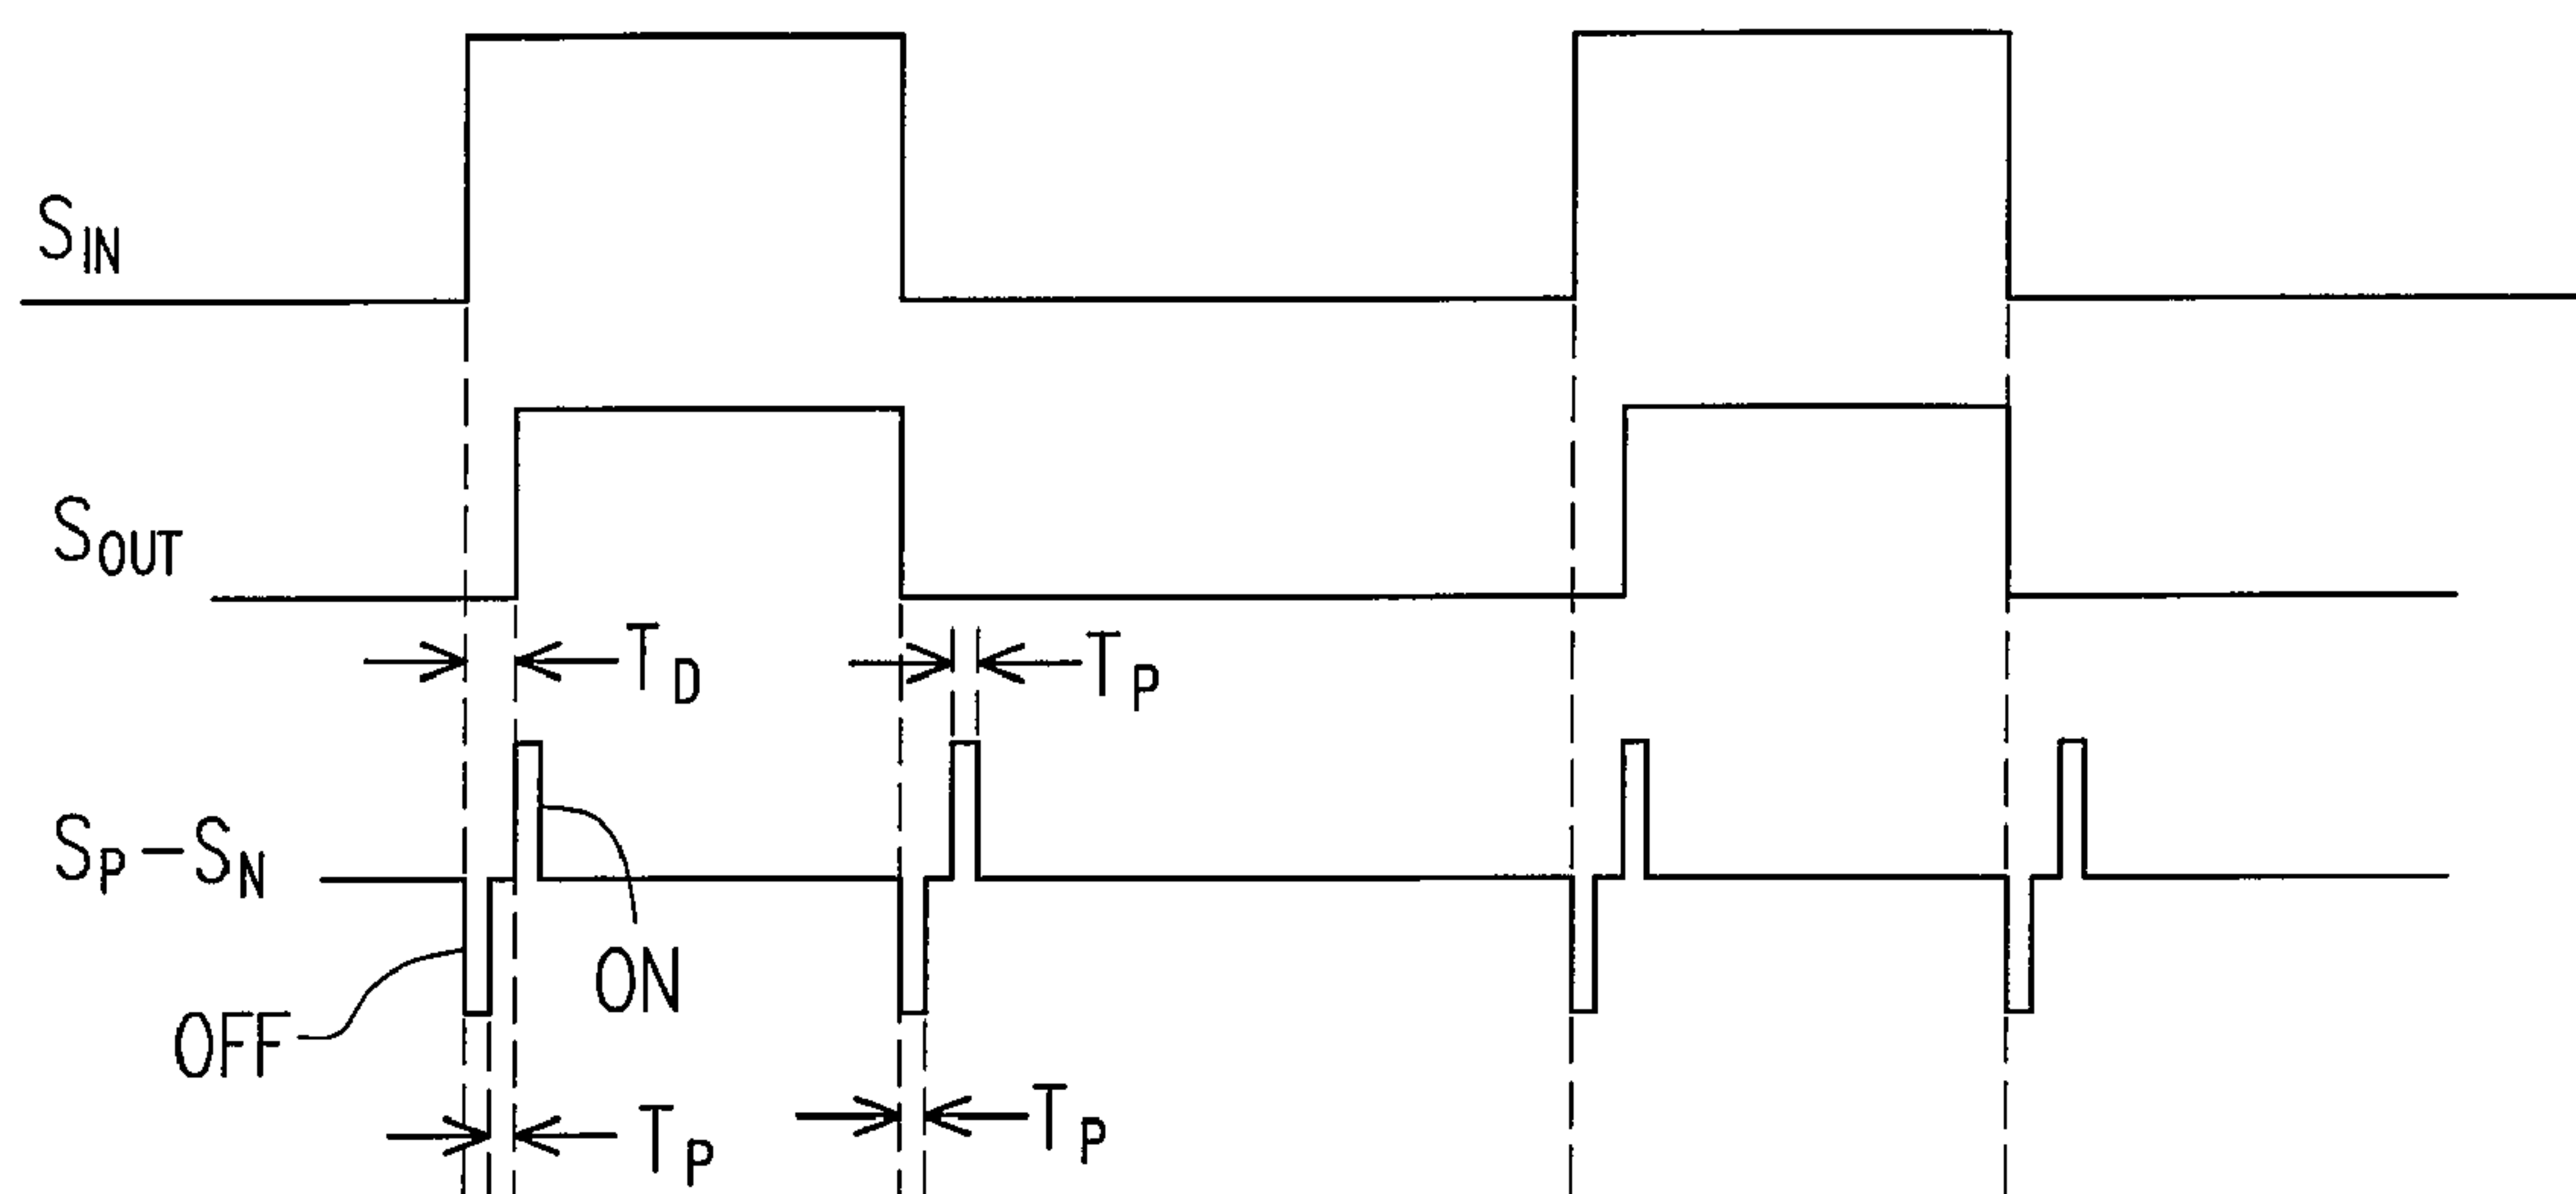 S_IN
S_OUT
T_D
T_P
S_P-S_N
ON
OFF
T_P
T_P